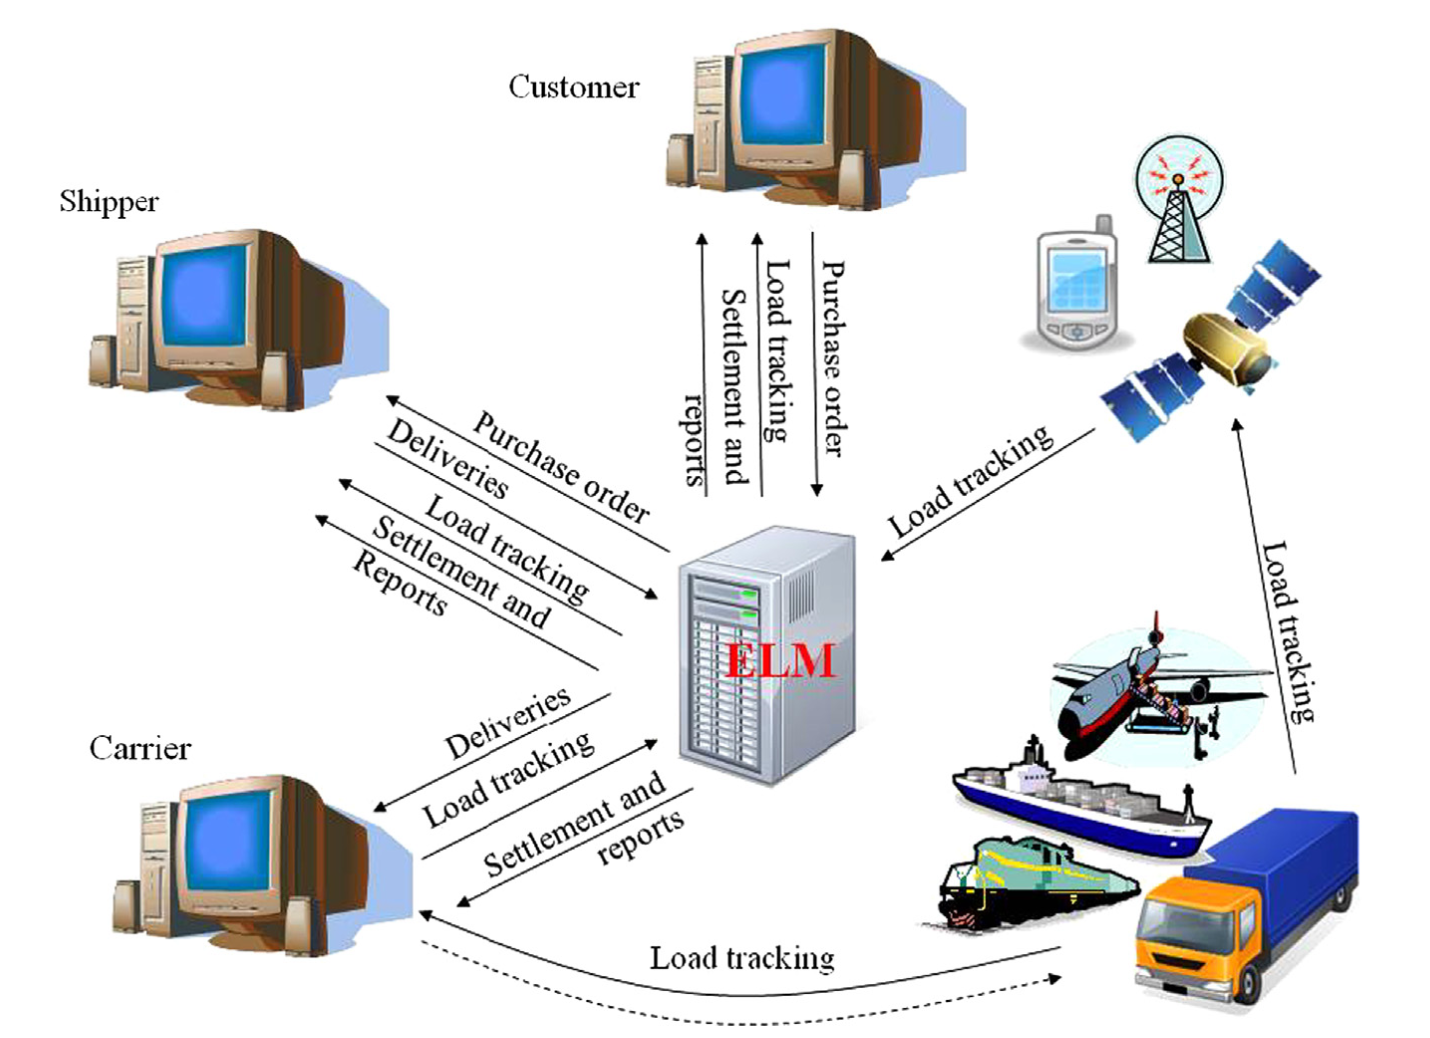 Customer
Shipper
Settlement and
reports
Load tracking
Purchase order
Purchase order
Deliveries
Load tracking
Settlement and
Reports
Load tracking
ELM
Load tracking
Carrier
Deliveries
Load tracking
Settlement and
reports
Load tracking